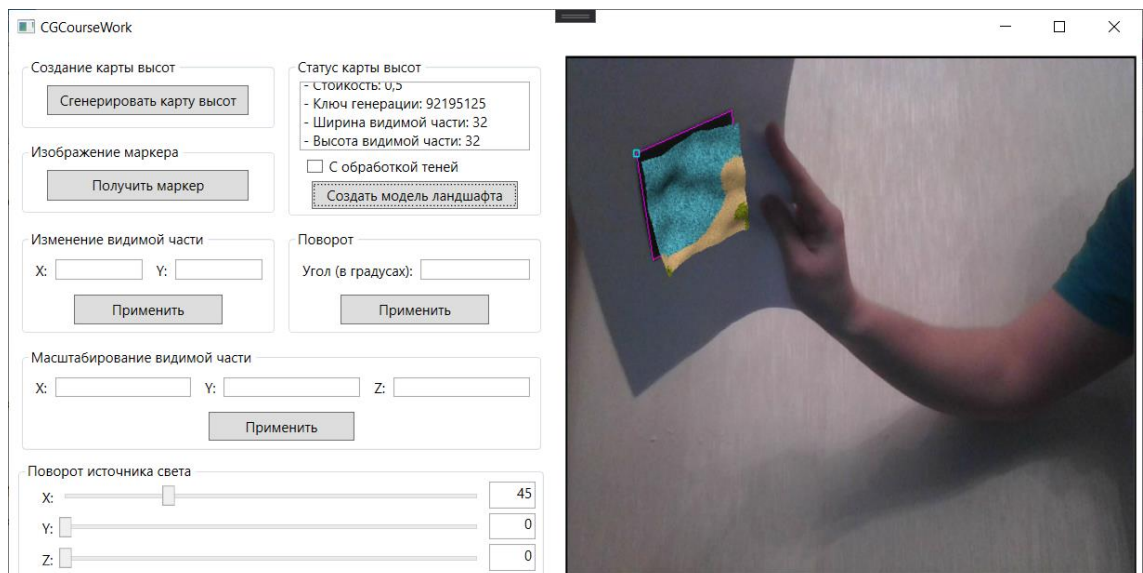 CGCourseWork
Создание карты высот
Сгенерировать карту высот
Изображение маркера
Получить маркер
Статус карты высот
- Стойкость: 0,5
- Ключ генерации: 92195125
- Ширина видимой части: 32
- Высота видимой части: 32
С обработкой теней
Создать модель ландшафта
Изменение видимой части
X: Y:
Применить
Поворот
Угол (в градусах):
Применить
Масштабирование видимой части
X: Y: Z:
Применить
Поворот источника света
X: 45
Y: 0
Z: 0